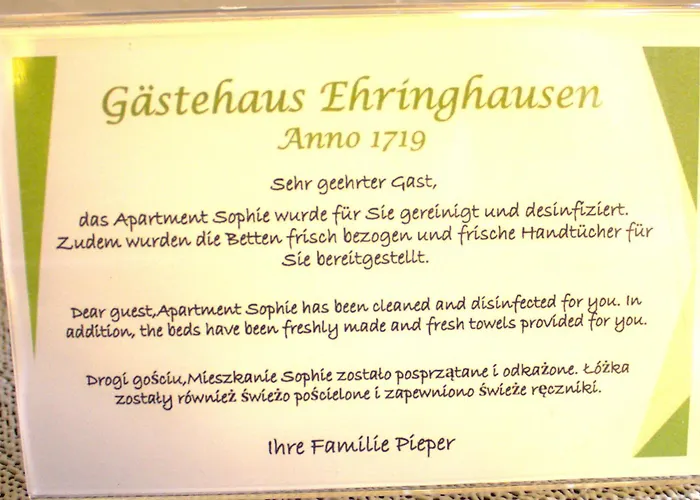 Gästehaus Ehringhausen
Anno 1719
Sehr geehrter Gast,
das Apartment Sophie wurde für Sie gereinigt und desinfiziert.
Zudem wurden die Betten frisch bezogen und frische Handtücher für
Sie bereitgestellt.
Dear guest,Apartment Sophie has been cleaned and disinfected for you. In
addition, the beds have been freshly made and fresh towels provided for you.
Drogi gościu,Mieszkanie Sophie zostało posprzątane i odkażone. Łóżka
zostały również świeżo pościelone i zapewniono świeże ręczniki.
Ihre Familie Pieper